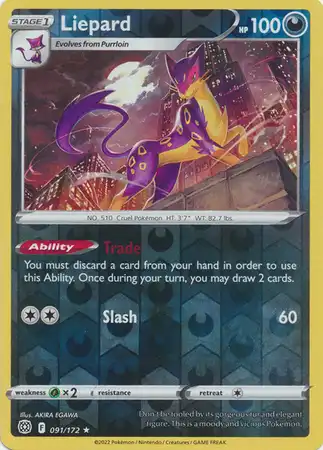 STAGE 1 Liepard HP 100
Evolves from Purrloin
NO. 510 Cruel Pokémon HT: 3'7" WT: 82.7 lbs.
Ability Trade
You must discard a card from your hand in order to use
this Ability. Once during your turn, you may draw 2 cards.
Slash 60
weakness ×2 resistance retreat
Illus. AKIRA EGAWA
Don't be fooled by its gorgeous fur and elegant
figure. This is a moody and vicious Pokémon.
F 091/172 ★
©2022 Pokémon / Nintendo / Creatures / GAME FREAK